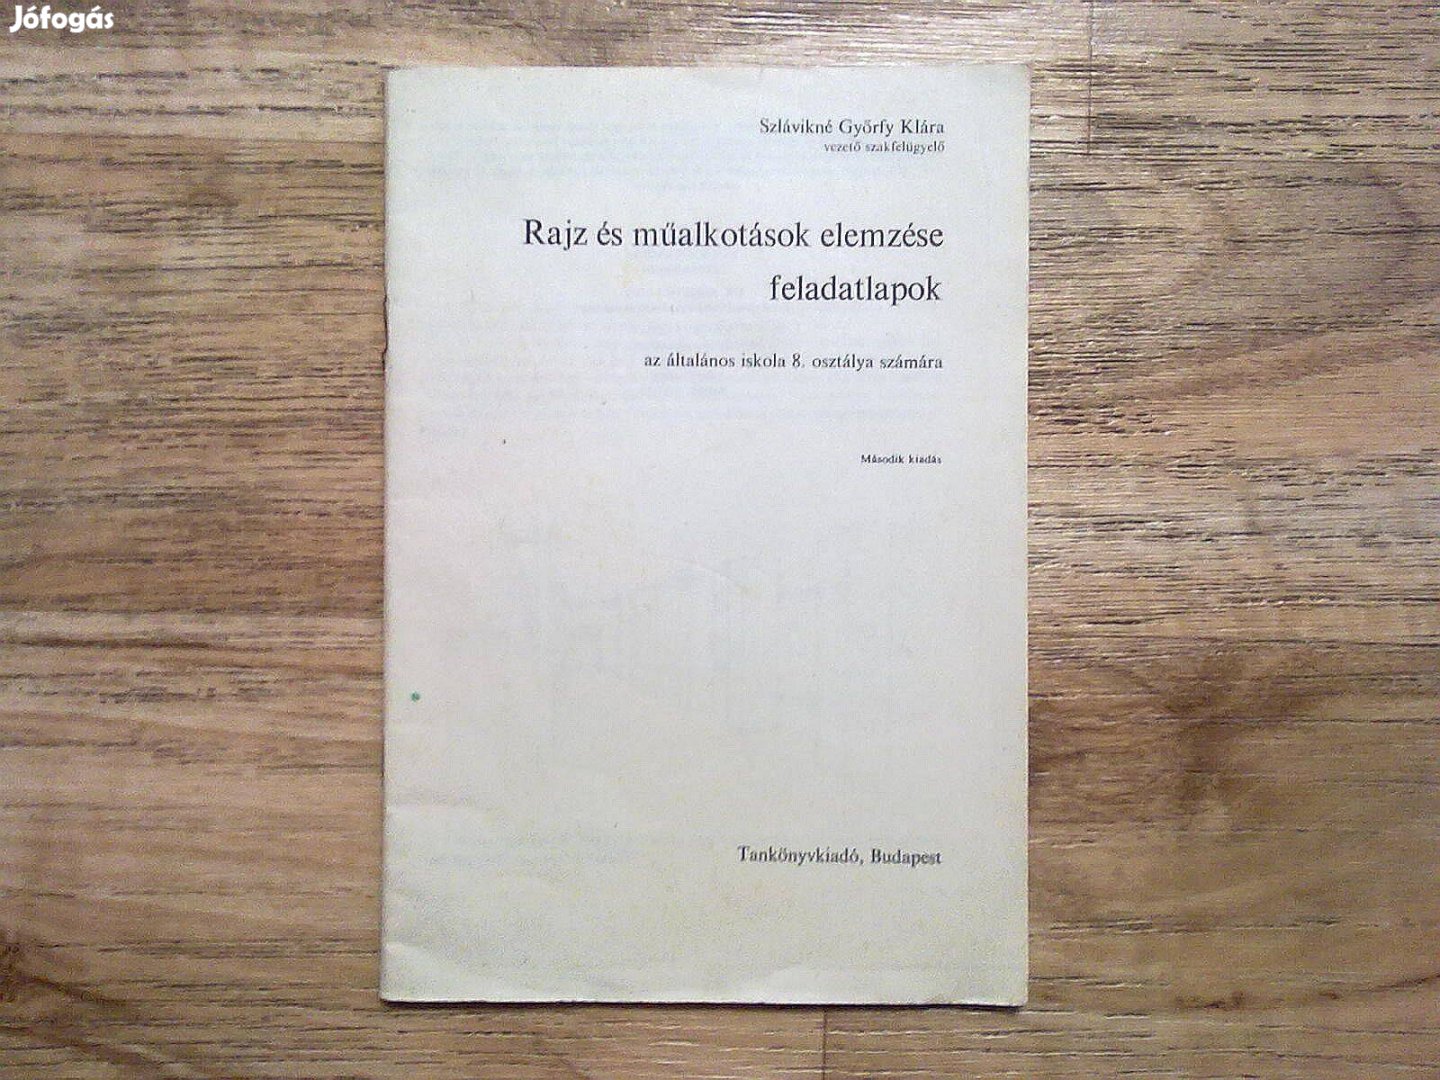 Jófogás
Szlávikné Győrfy Klára
vezető szakfelügyelő
Rajz és műalkotások elemzése
feladatlapok
az általános iskola 8. osztálya számára
Második kiadás
Tankönyvkiadó, Budapest